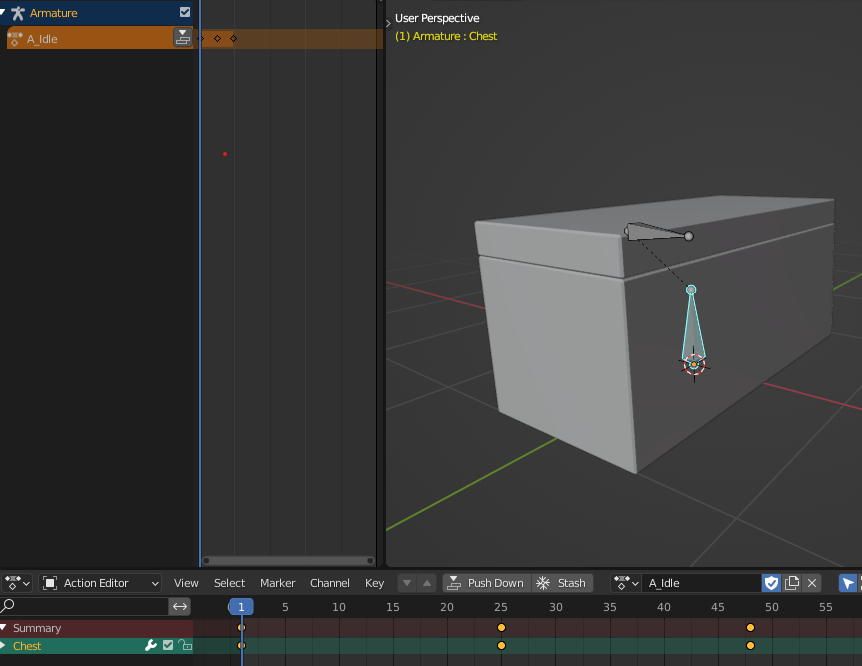 Armature
A_Idle
User Perspective
(1) Armature : Chest
Action Editor View Select Marker Channel Key Push Down Stash A_Idle
1 5 10 15 20 25 30 35 40 45 50 55
Summary
Chest